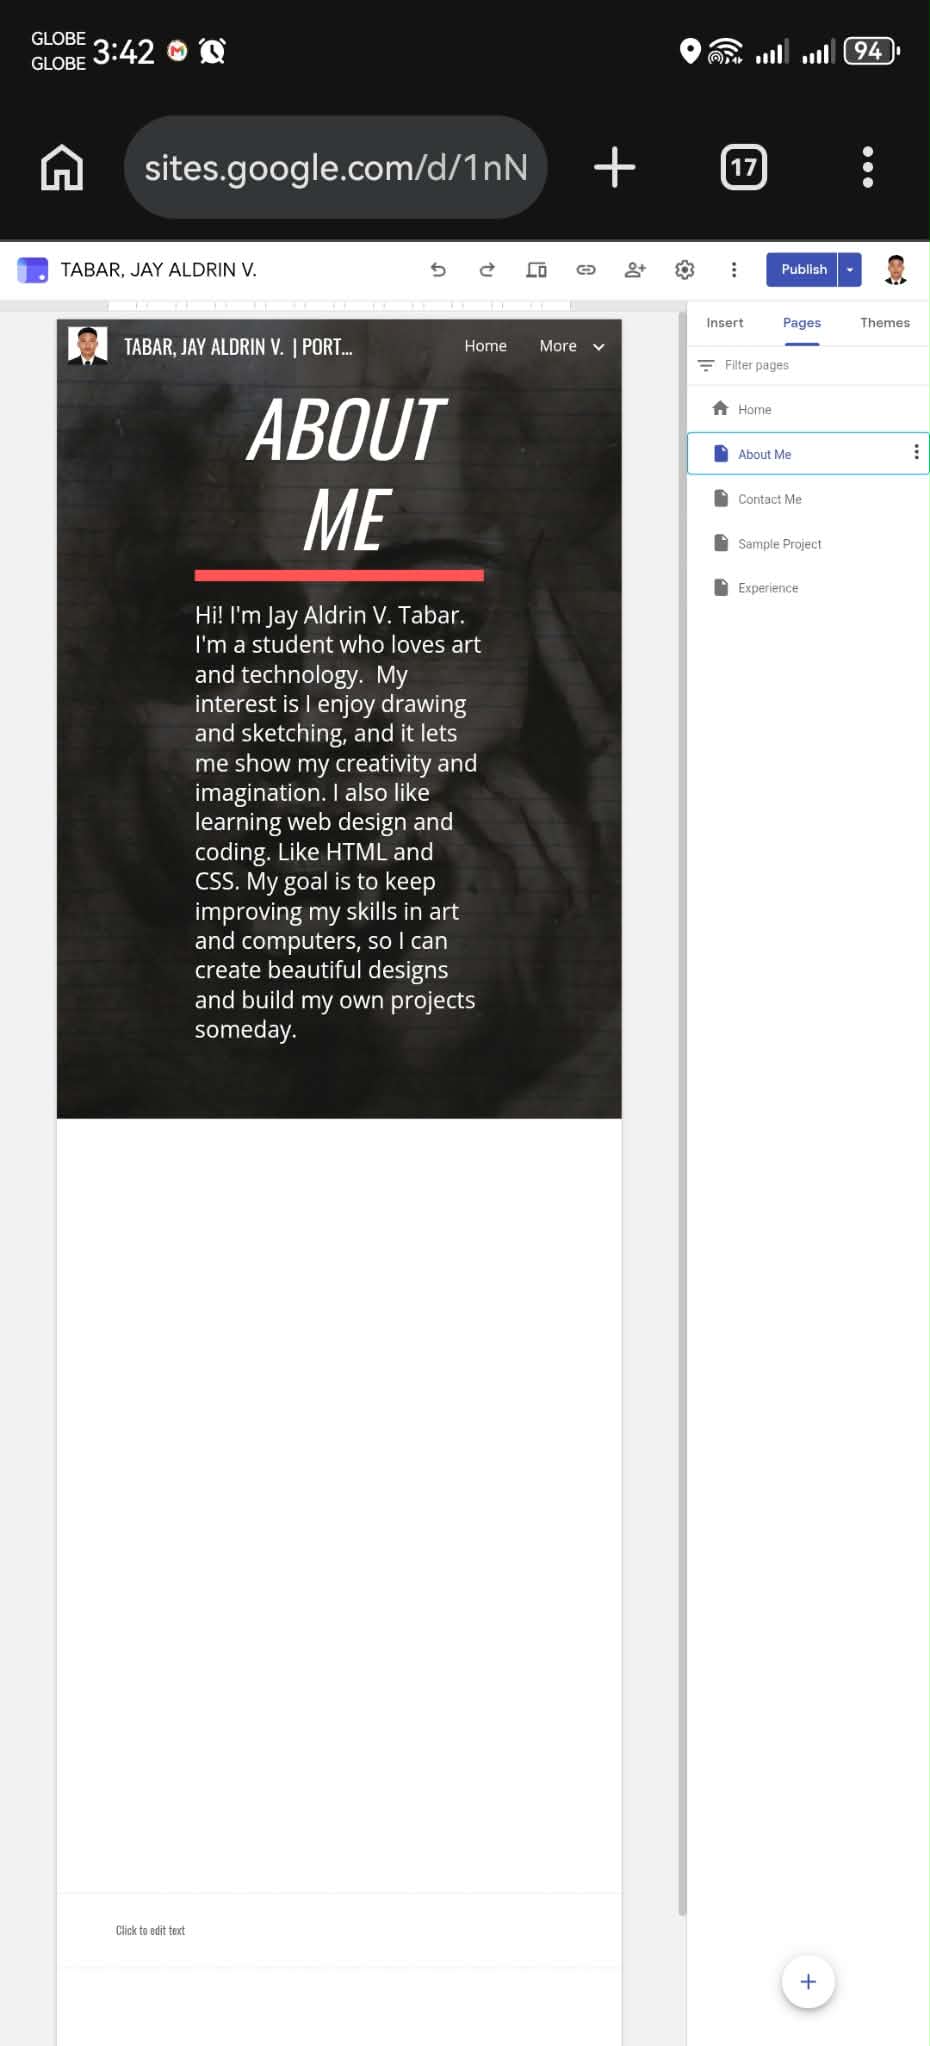 GLOBE
GLOBE
3:42
94
sites.google.com/d/1nN
17
TABAR, JAY ALDRIN V.
Publish
Insert
Pages
Themes
TABAR, JAY ALDRIN V. | PORT...
Home
More
Filter pages
Home
About Me
Contact Me
Sample Project
Experience
ABOUT
ME
Hi! I'm Jay Aldrin V. Tabar.
I'm a student who loves art
and technology.  My
interest is I enjoy drawing
and sketching, and it lets
me show my creativity and
imagination. I also like
learning web design and
coding. Like HTML and
CSS. My goal is to keep
improving my skills in art
and computers, so I can
create beautiful designs
and build my own projects
someday.
Click to edit text